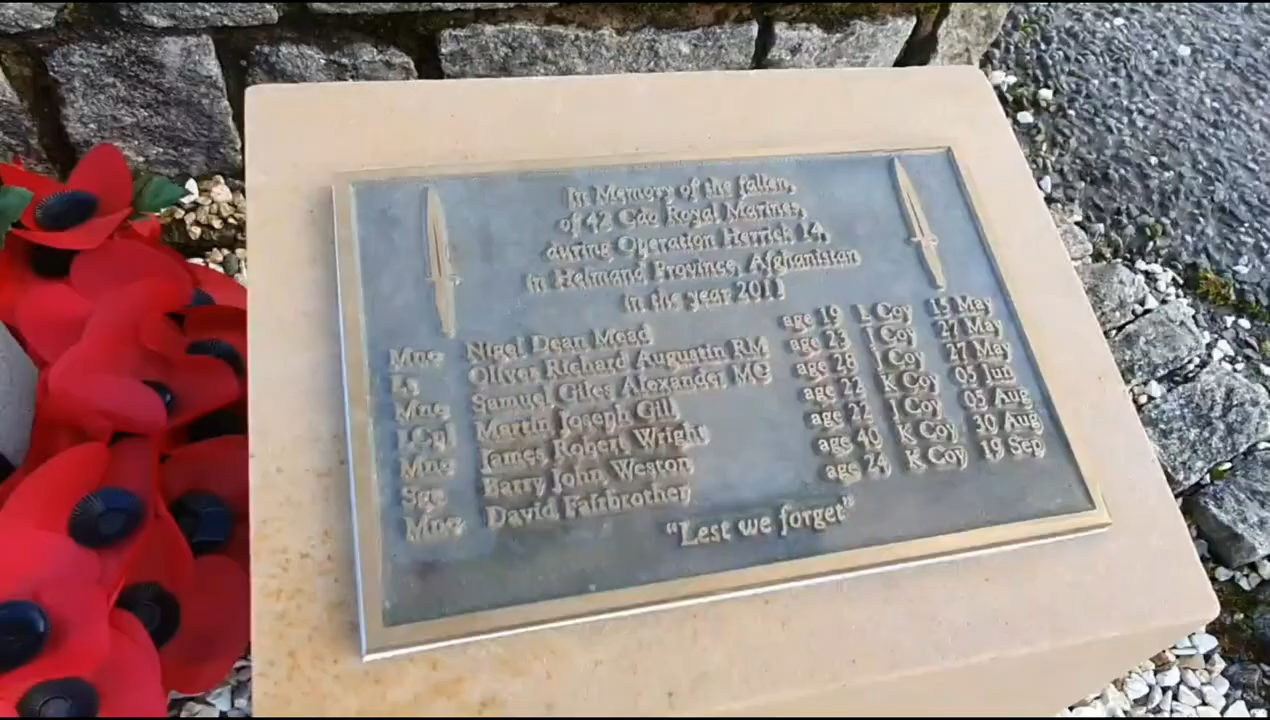 In Memory of the fallen,
of 42 Cdo Royal Marines,
during Operation Herrick 14,
in Helmand Province, Afghanistan
in the year 2011
Mne, Nigel Dean Mead age 19 L Coy 15 May
Lt, Oliver Richard Augustin RM age 23 J Coy 27 May
Mne, Samuel Giles Alexander MC age 28 J Coy 27 May
LCpl, Martin Joseph Gill, age 22 K Coy 05 Jun
Mne, James Robert Wright age 22 J Coy 05 Aug
Sgt, Barry John Weston, age 40 K Coy 30 Aug
Mne, David Fairbrother, age 24 K Coy 19 Sep
“Lest we forget”